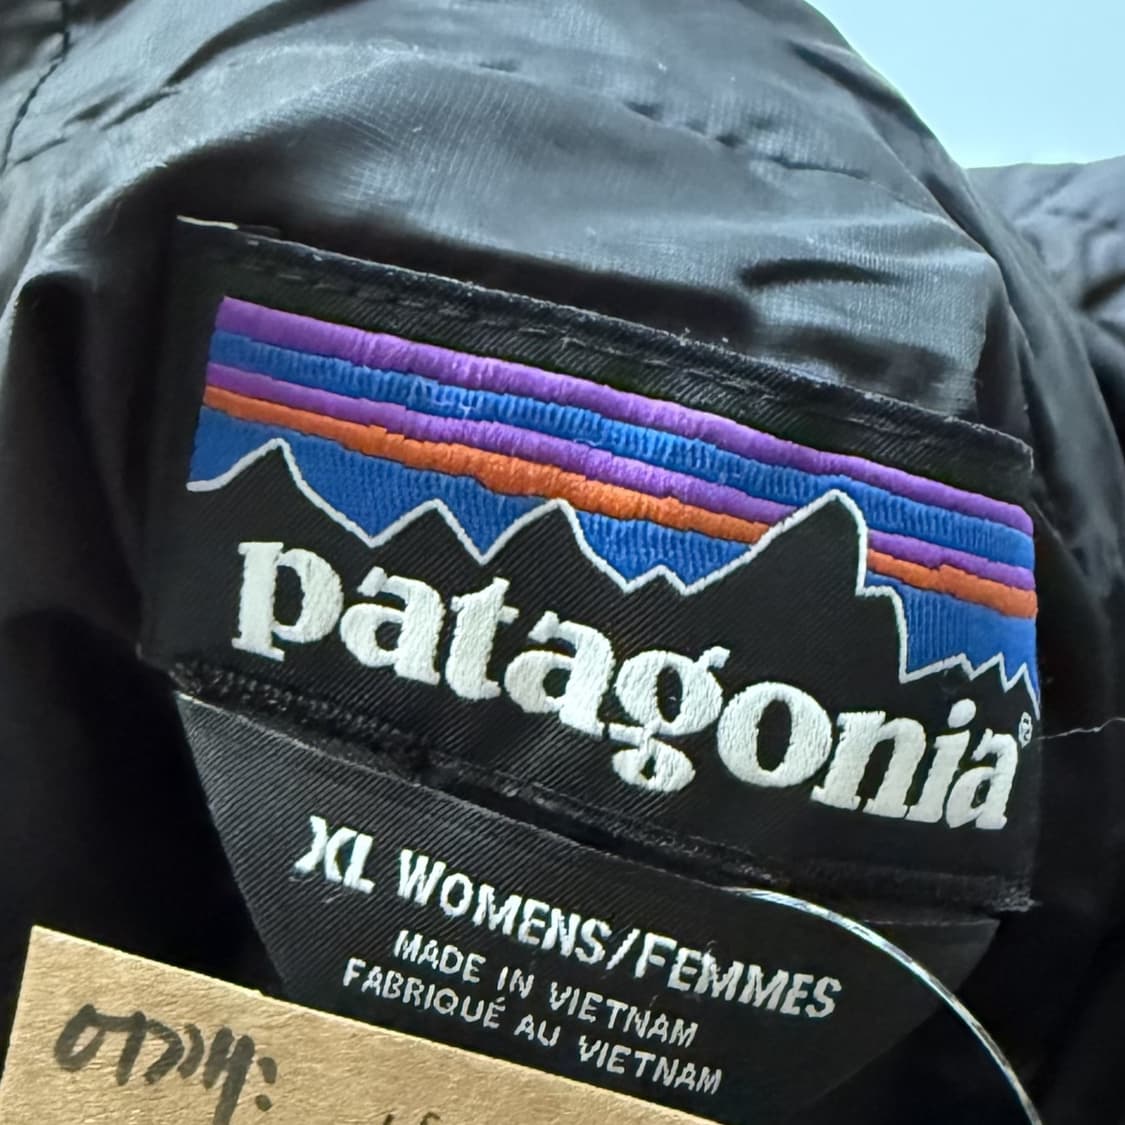 patagonia®
XL WOMENS/FEMMES
MADE IN VIETNAM
FABRIQUÉ AU VIETNAM